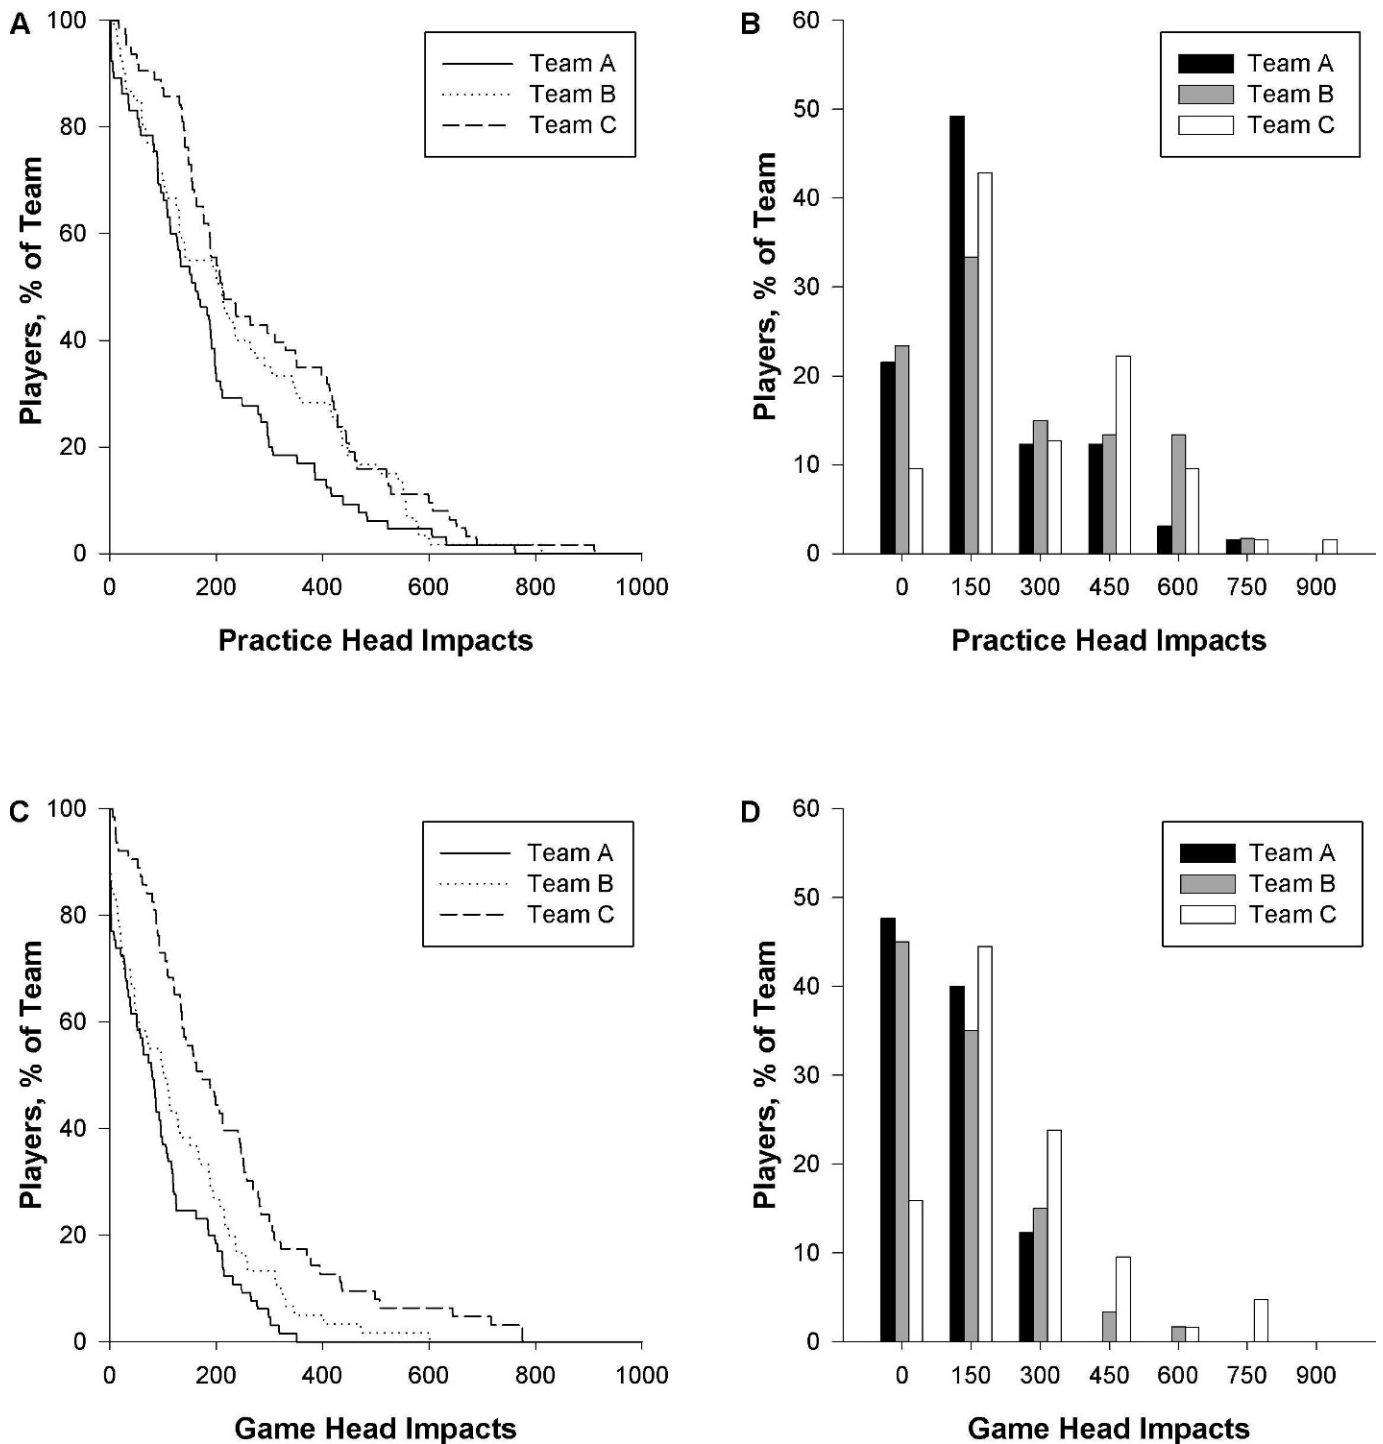 A
100
80
60
40
20
0
Players, % of Team
Team A
Team B
Team C
0 200 400 600 800 1000
Practice Head Impacts
B
60
50
40
30
20
10
0
Players, % of Team
Team A
Team B
Team C
0 150 300 450 600 750 900
Practice Head Impacts
C
100
80
60
40
20
0
Players, % of Team
Team A
Team B
Team C
0 200 400 600 800 1000
Game Head Impacts
D
60
50
40
30
20
10
0
Players, % of Team
Team A
Team B
Team C
0 150 300 450 600 750 900
Game Head Impacts